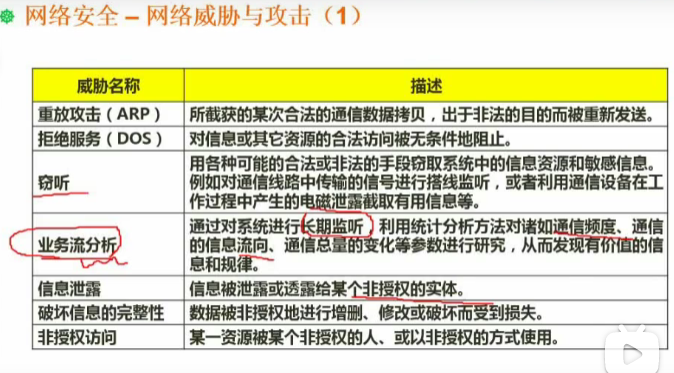 网络安全 – 网络威胁与攻击（1）
威胁名称
描述
重放攻击（ARP）
所截获的某次合法的通信数据拷贝，出于非法的目的而被重新发送。
拒绝服务（DOS）
对信息或其它资源的合法访问被无条件地阻止。
窃听
用各种可能的合法或非法的手段窃取系统中的信息资源和敏感信息。
例如对通信线路中传输的信号进行搭线监听，或者利用通信设备在工
作过程中产生的电磁泄露截取有用信息等。
业务流分析
通过对系统进行长期监听，利用统计分析方法对诸如通信频度、通信
的信息流向、通信总量的变化等参数进行研究，从而发现有价值的信
息和规律。
信息泄露
信息被泄露或透露给某个非授权的实体。
破坏信息的完整性
数据被非授权地进行增删、修改或破坏而受到损失。
非授权访问
某一资源被某个非授权的人、或以非授权的方式使用。